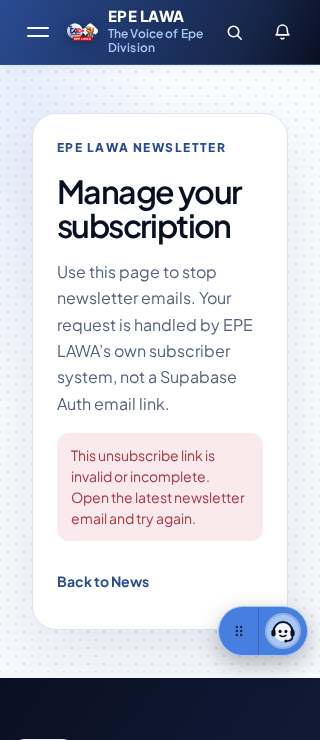 EPE LAWA
The Voice of Epe
Division
EPE LAWA NEWSLETTER
Manage your
subscription
Use this page to stop
newsletter emails. Your
request is handled by EPE
LAWA's own subscriber
system, not a Supabase
Auth email link.
This unsubscribe link is
invalid or incomplete.
Open the latest newsletter
email and try again.
Back to News